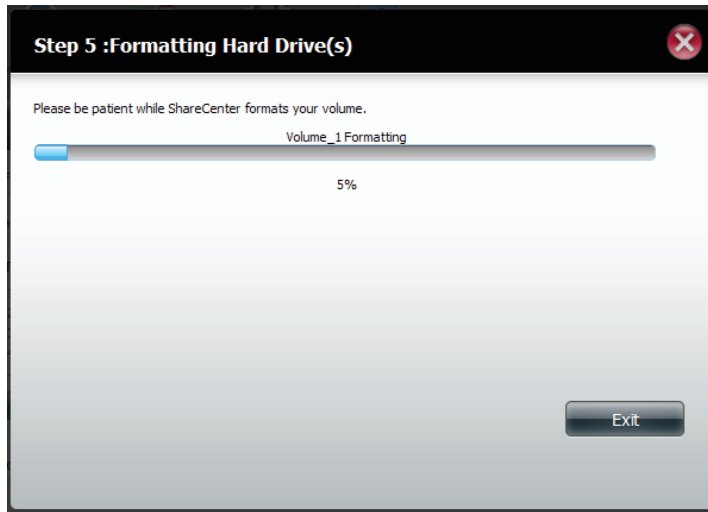 Step 5 :Formatting Hard Drive(s)
Please be patient while ShareCenter formats your volume.
Volume_1 Formatting
5%
Exit